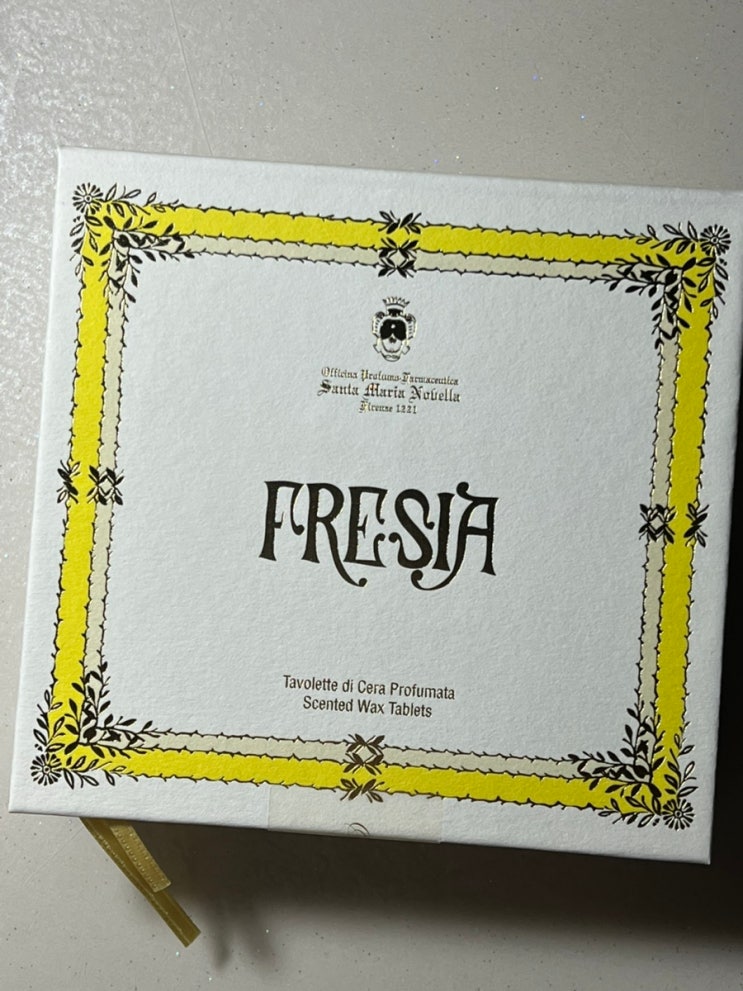 Officina Profumo-Farmaceutica
Santa Maria Novella
Firenze 1221
FRESIA
Tavolette di Cera Profumata
Scented Wax Tablets